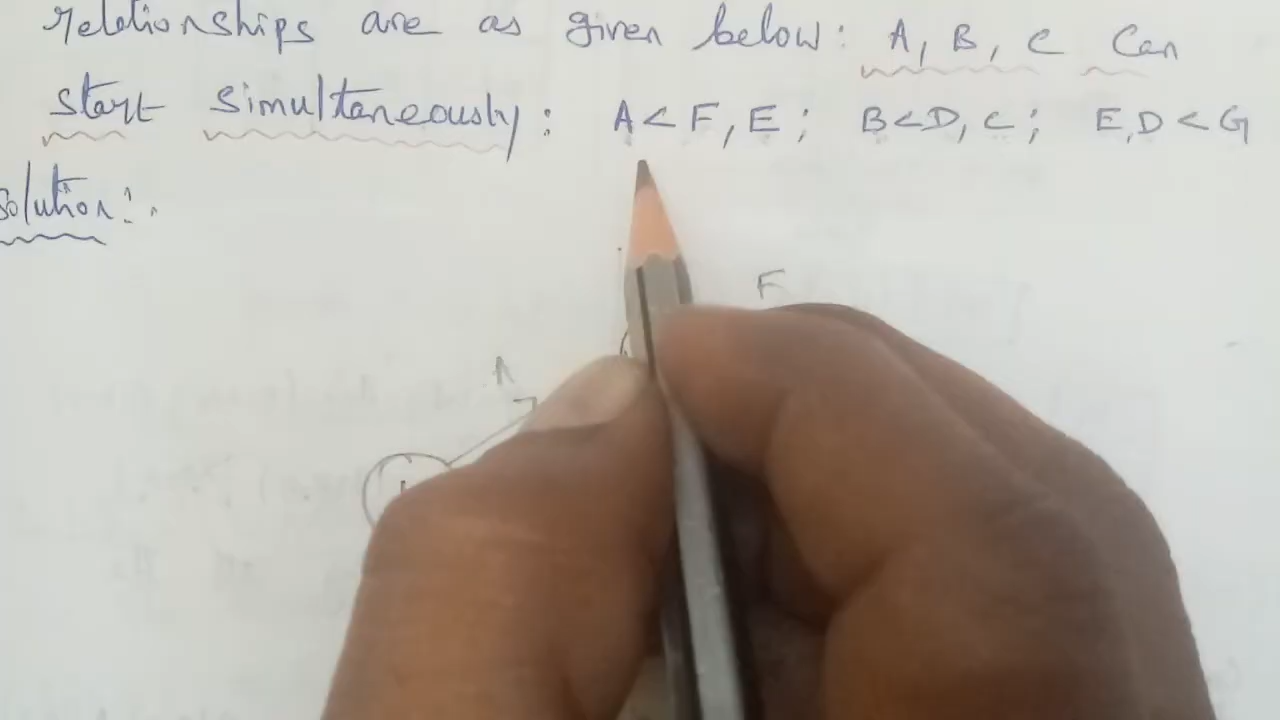 relationships are as given below: A, B, C Can
start simultaneously: A < F, E; B < D, C; E, D < G
Solution:
F
A